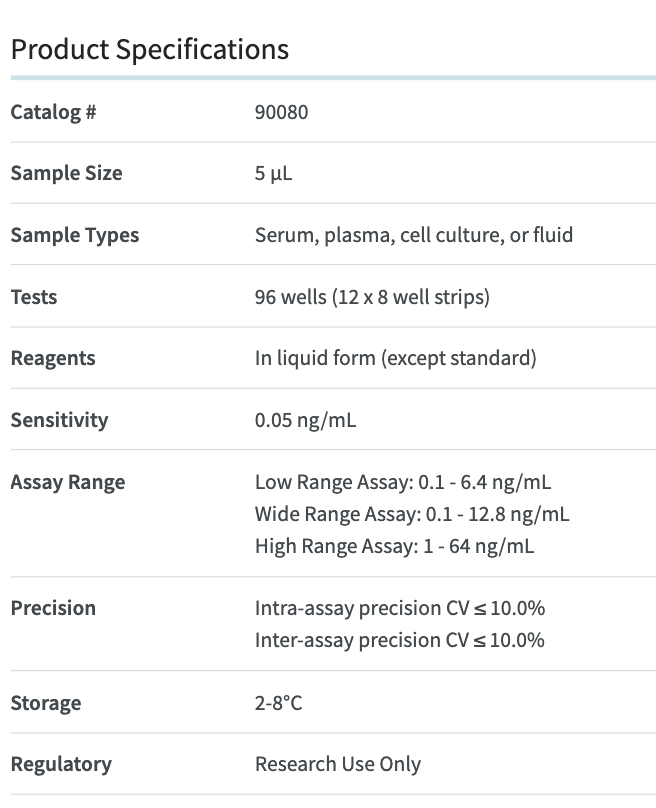 Product Specifications
Catalog # 90080
Sample Size 5 µL
Sample Types Serum, plasma, cell culture, or fluid
Tests 96 wells (12 x 8 well strips)
Reagents In liquid form (except standard)
Sensitivity 0.05 ng/mL
Assay Range Low Range Assay: 0.1 - 6.4 ng/mL
Wide Range Assay: 0.1 - 12.8 ng/mL
High Range Assay: 1 - 64 ng/mL
Precision Intra-assay precision CV ≤ 10.0%
Inter-assay precision CV ≤ 10.0%
Storage 2-8°C
Regulatory Research Use Only